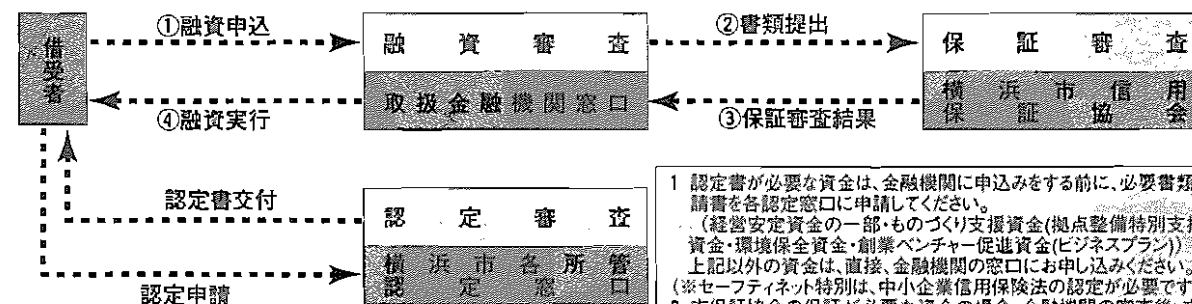 ①融資申込
②書類提出
借受者
融資審査
保証審査
取扱金融機関窓口
横浜市信用
保証協会
④融資実行
③保証審査結果
認定書交付
認定審査
横浜市各所管
認定窓口
認定申請
1 認定書が必要な資金は、金融機関に申込みをする前に、必要書類
請書を各認定窓口に申請してください。
(経営安定資金の一部・ものづくり支援資金(拠点整備特別支援
資金・環境保全資金・創業ベンチャー促進資金(ビジネスプラン))
上記以外の資金は、直接、金融機関の窓口にお申し込みください。
(※セーフティネット特別は、中小企業信用保険法の認定が必要です